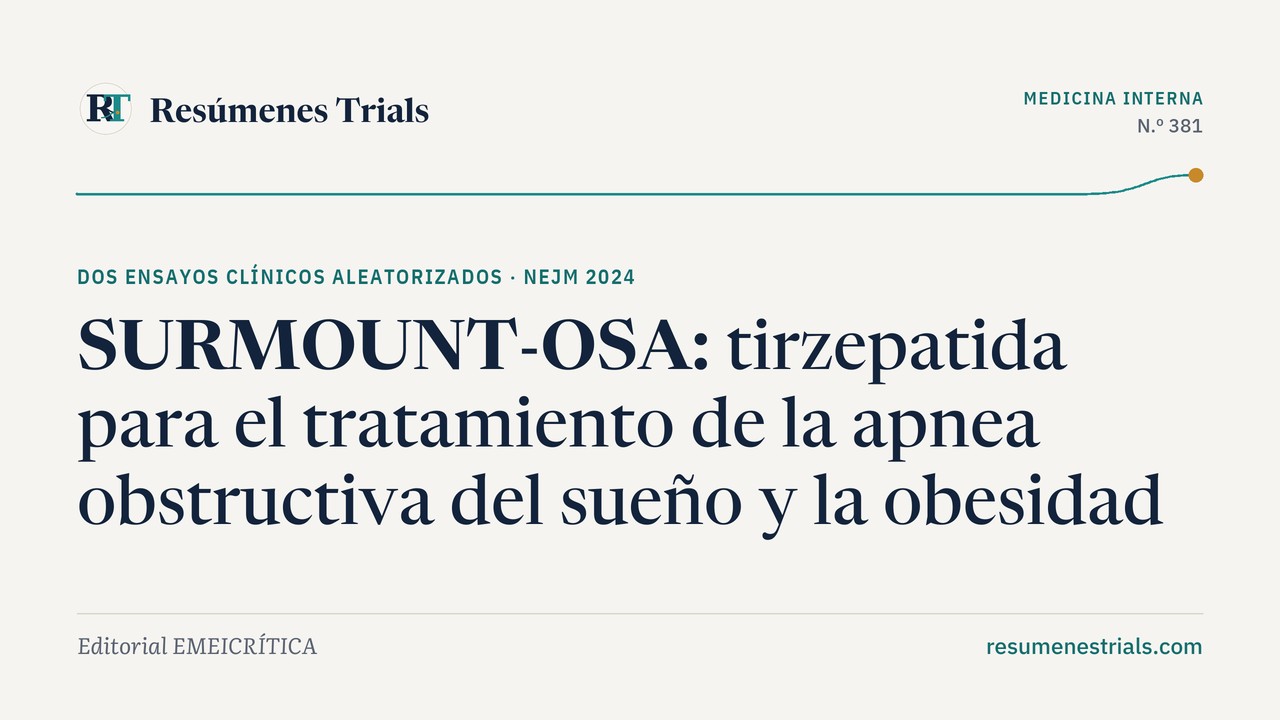 RT Resúmenes Trials
MEDICINA INTERNA
N.º 381
DOS ENSAYOS CLÍNICOS ALEATORIZADOS · NEJM 2024
SURMOUNT-OSA: tirzepatida
para el tratamiento de la apnea
obstructiva del sueño y la obesidad
Editorial EMEICRÍTICA
resumenestrials.com